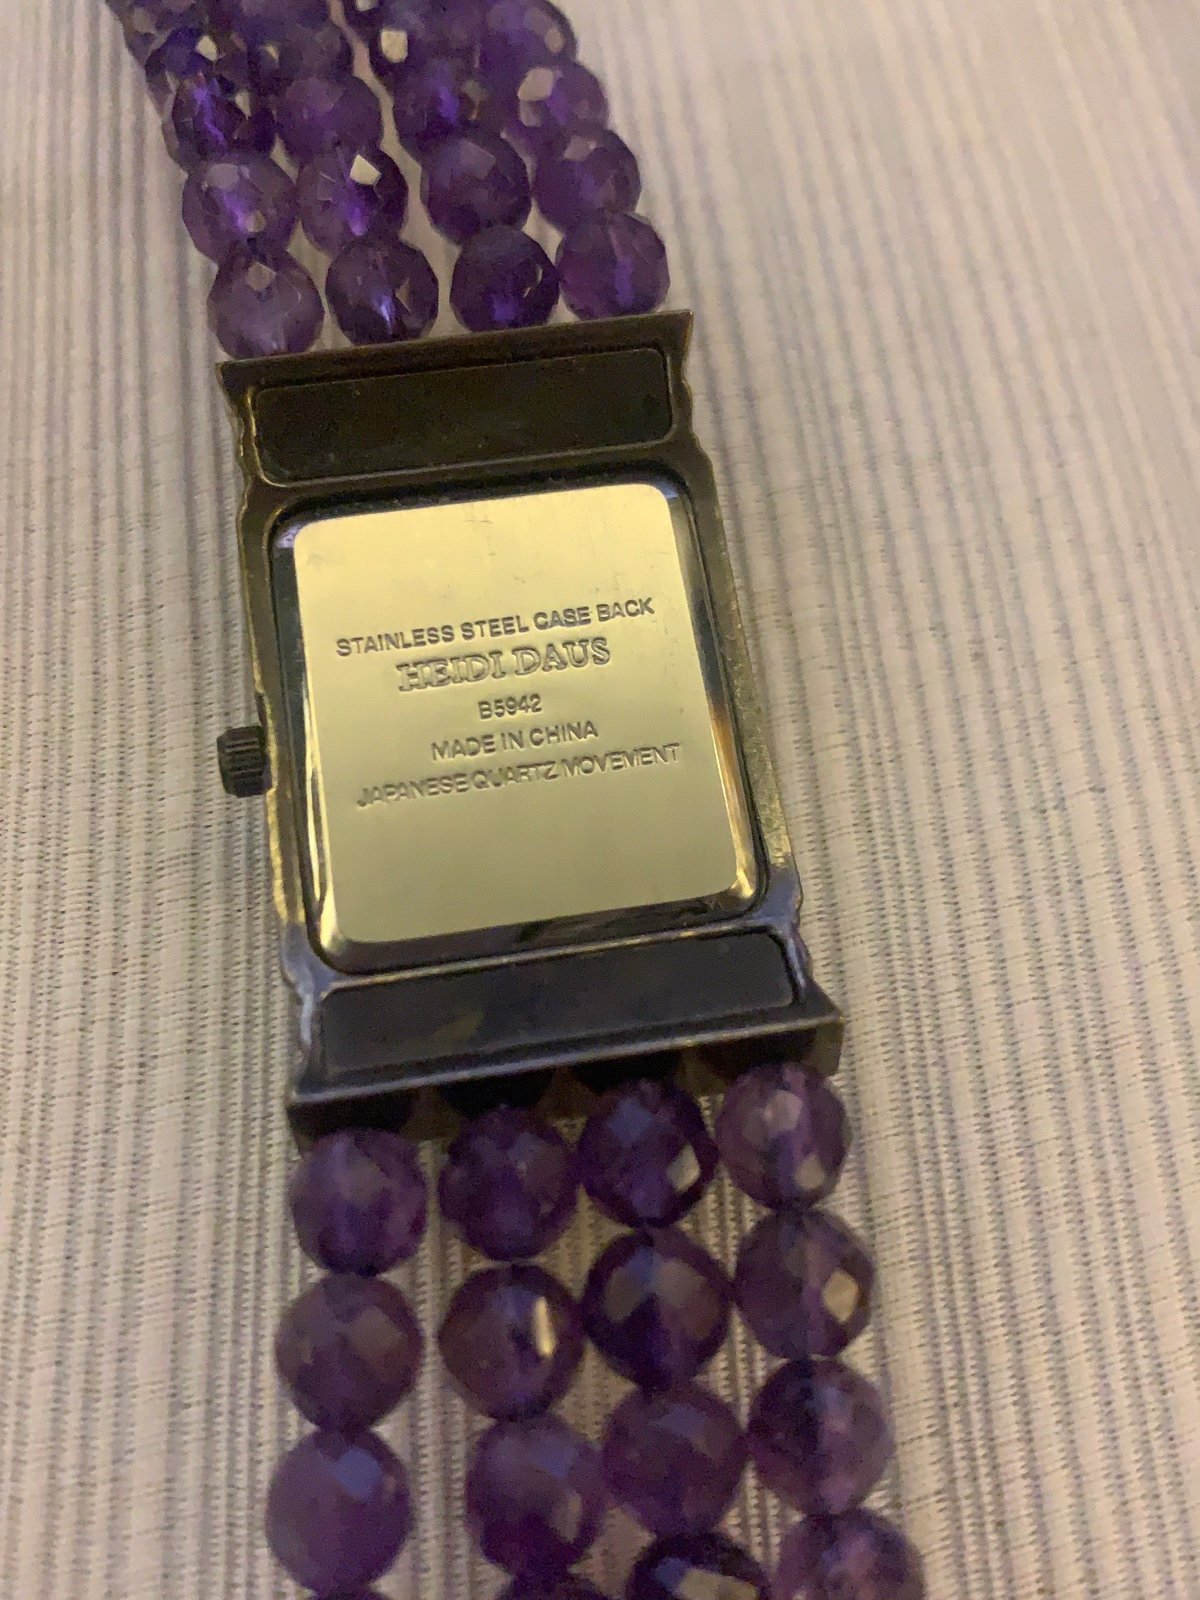 STAINLESS STEEL CASE BACK
HEIDI DAUS
B5942
MADE IN CHINA
JAPANESE QUARTZ MOVEMENT